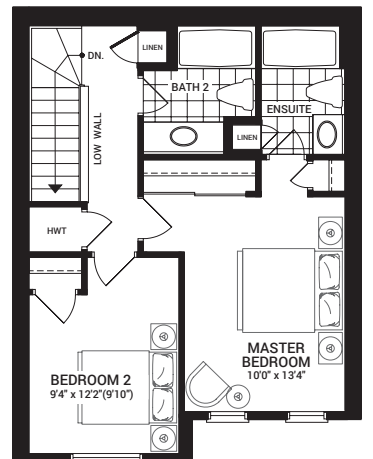 LINEN
DN.
BATH 2
ENSUITE
LOW WALL
LINEN
HWT
MASTER
BEDROOM
10'0" x 13'4"
BEDROOM 2
9'4" x 12'2"(9'10")